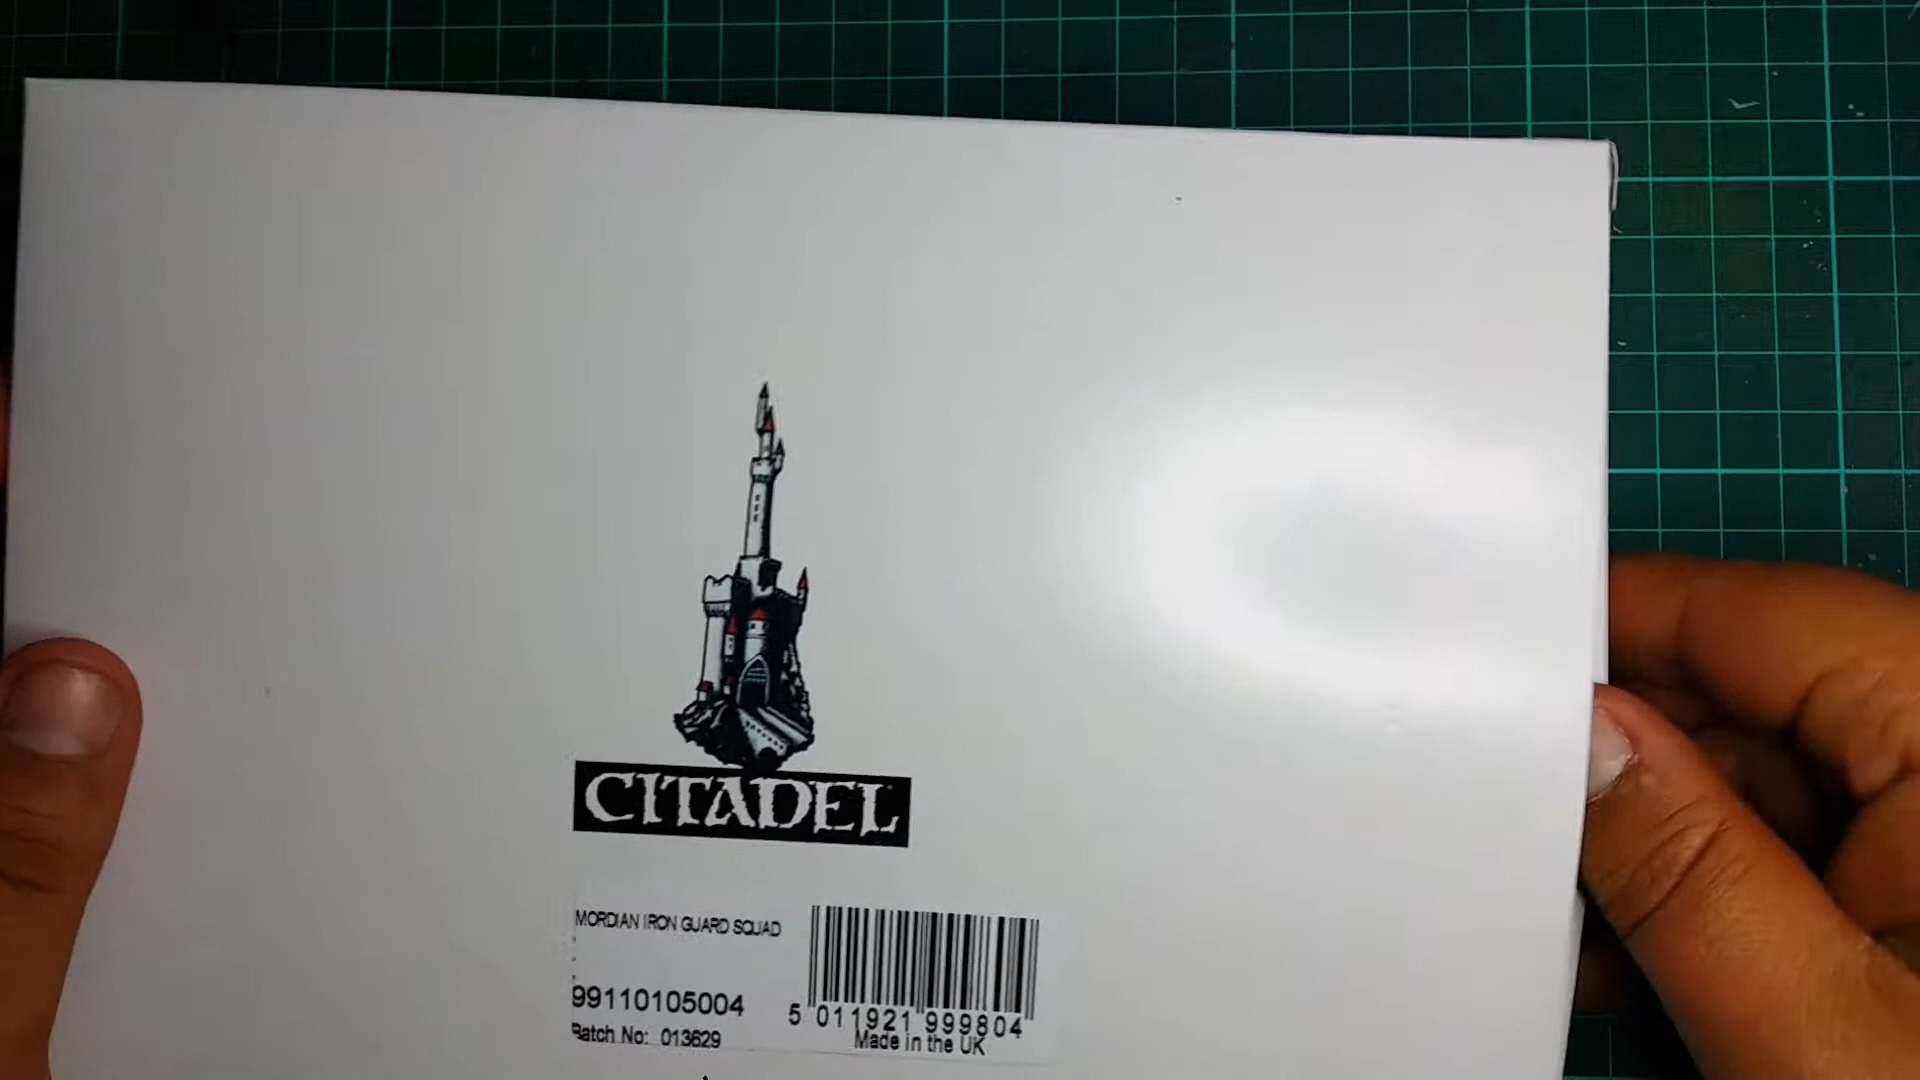 CITADEL
MORDIAN IRON GUARD SQUAD
99110105004
Batch No: 013629
5 011921 999804
Made in the UK